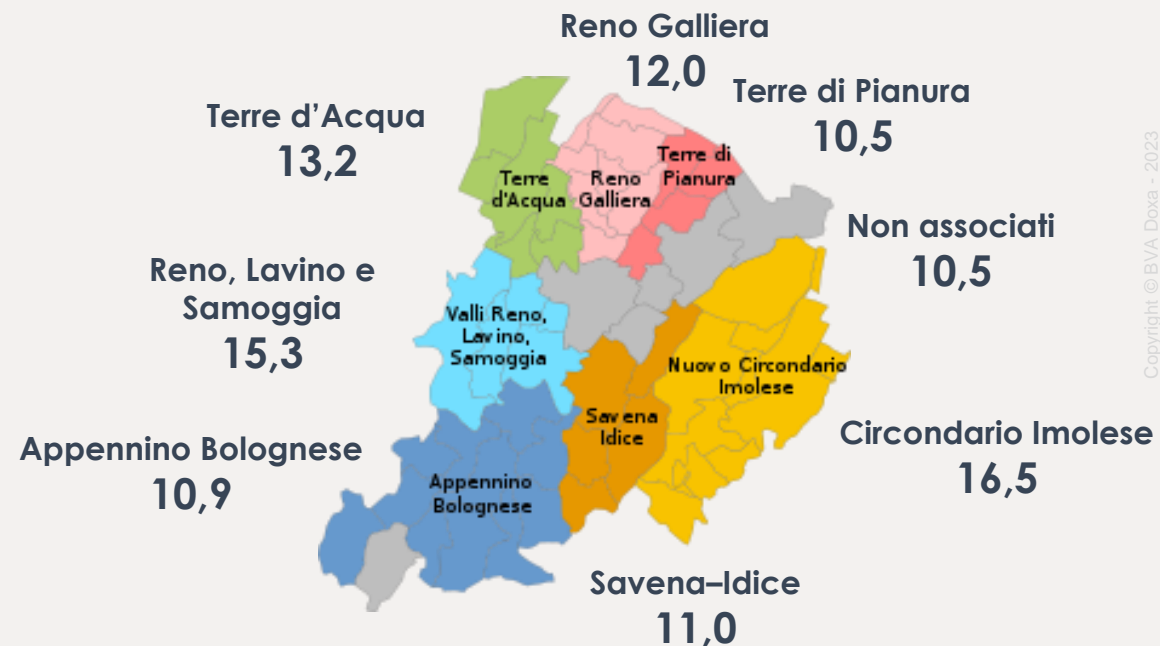 Reno Galliera
12,0
Terre di Pianura
10,5
Terre d'Acqua
13,2
Terre di
Pianura
Terre
d'Acqua
Reno
Galliera
Non associati
10,5
Reno, Lavino e
Samoggia
15,3
Valli Reno,
Lavino,
Samoggia
Nuovo Circondario
Imolese
Savena
Idice
Circondario Imolese
16,5
Appennino Bolognese
10,9
Appennino
Bolognese
Savena–Idice
11,0
Copyright © BVA Doxa - 2023